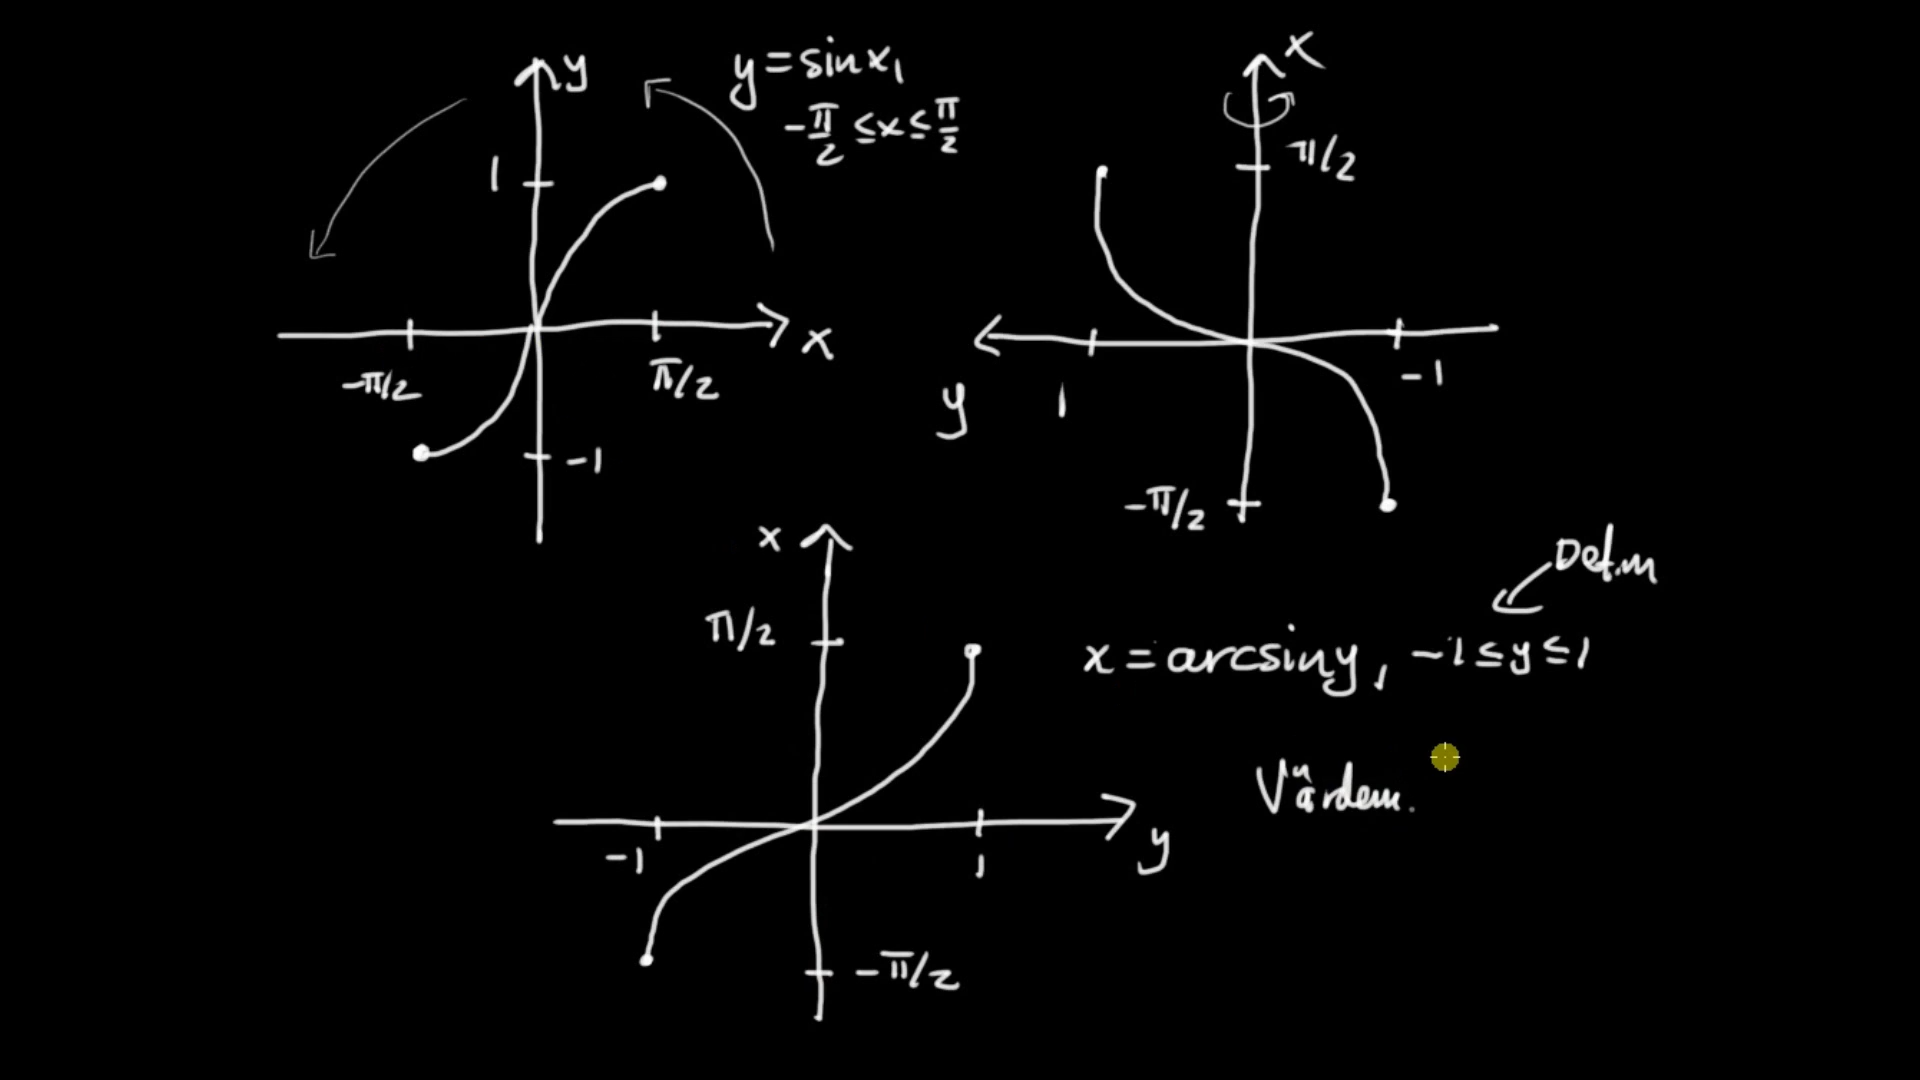 y
y = sin x,
-π/2 ≤ x ≤ π/2
1
x
-π/2
π/2
-1
x
π/2
y
1
-1
-π/2
x
π/2
Def.m
x = arcsin y, -1 ≤ y ≤ 1
Värdem.
-1
1
y
-π/2